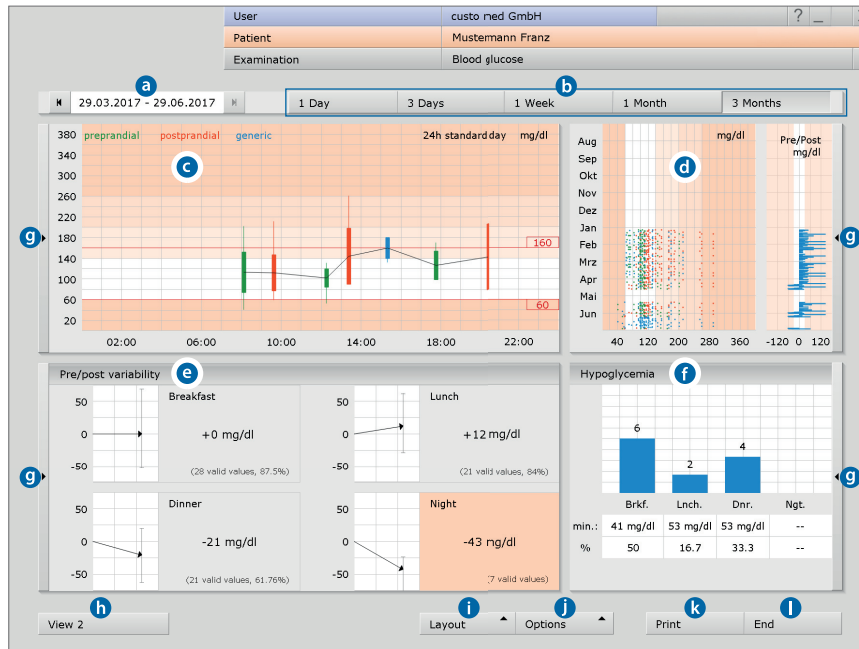 User custo med GmbH ? _
Patient Mustermann Franz
Examination Blood glucose
a b
29.03.2017 - 29.06.2017 1 Day 3 Days 1 Week 1 Month 3 Months
380 preprandial postprandial generic 24h standard day mg/dl
340
300
260
220
180
140
100
60
20
160
60
02:00 06:00 10:00 14:00 18:00 22:00
c
g
mg/dl Pre/Post
mg/dl
d
Aug
Sep
Okt
Nov
Dez
Jan
Feb
Mrz
Apr
Mai
Jun
40 120 200 280 360 -120 0 120
g
Pre/post variability e
50
0
-50
Breakfast
+0 mg/dl
(28 valid values, 87.5%)
50
0
-50
Lunch
+12 mg/dl
(21 valid values, 84%)
g
50
0
-50
Dinner
-21 mg/dl
(21 valid values, 61.76%)
50
0
-50
Night
-43 mg/dl
(7 valid values)
Hypoglycemia f
6 2 4
g
Brkf. Lnch. Dnr. Ngt.
min.: 41 mg/dl 53 mg/dl 53 mg/dl --
% 50 16.7 33.3 --
h i j k l
View 2 Layout Options Print End